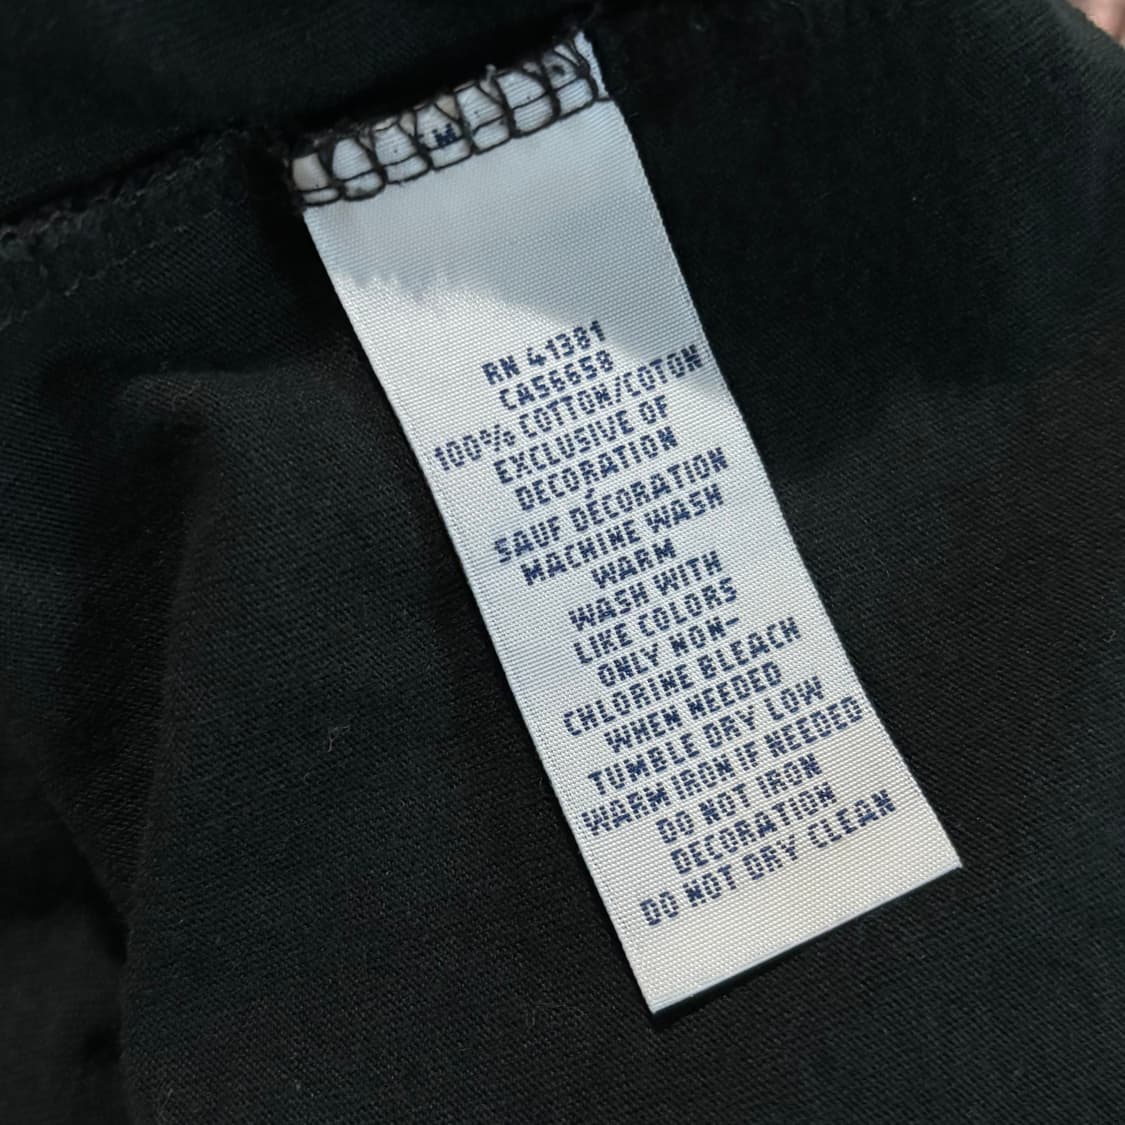 M
RN 41381
CA56658
100% COTTON/COTON
EXCLUSIVE OF
DECORATION
SAUF DÉCORATION
MACHINE WASH
WARM
WASH WITH
LIKE COLORS
ONLY NON-
CHLORINE BLEACH
WHEN NEEDED
TUMBLE DRY LOW
WARM IRON IF NEEDED
DO NOT IRON
DECORATION
DO NOT DRY CLEAN